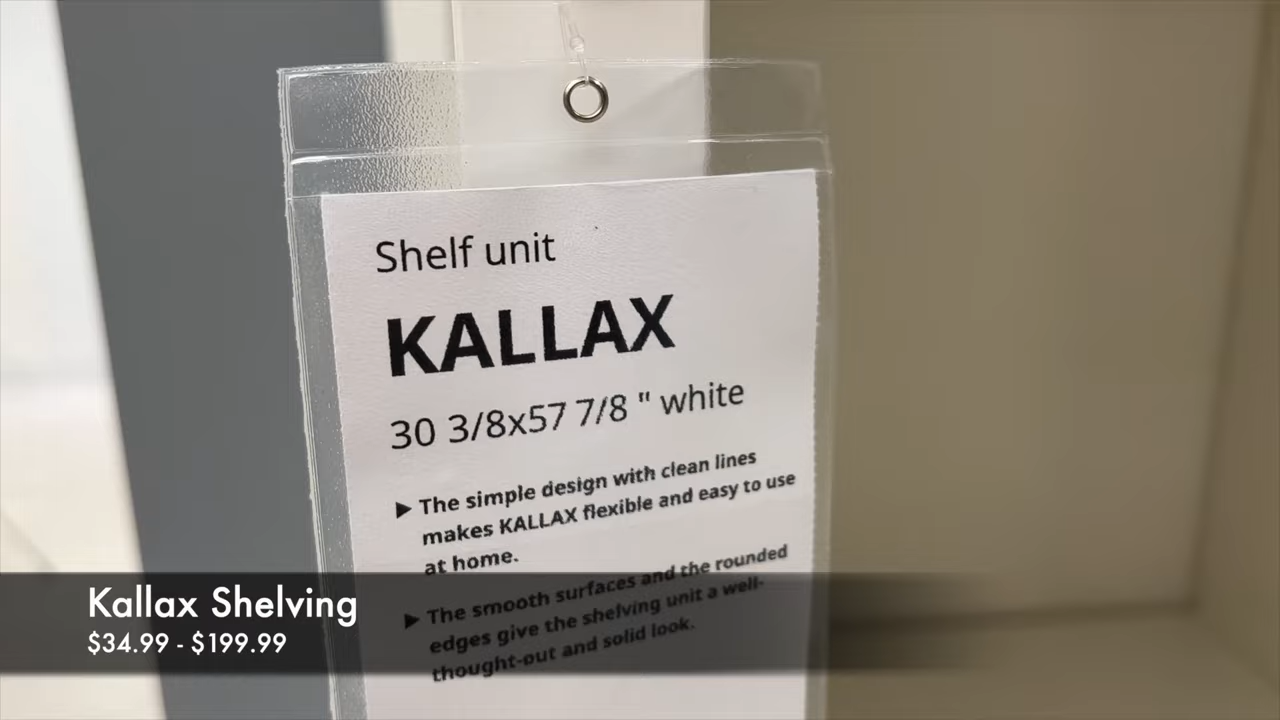 Shelf unit
KALLAX
30 3/8x57 7/8 " white
▶ The simple design with clean lines
makes KALLAX flexible and easy to use
at home.
▶ The smooth surfaces and the rounded
edges give the shelving unit a well-
thought-out and solid look.
Kallax Shelving
$34.99 - $199.99